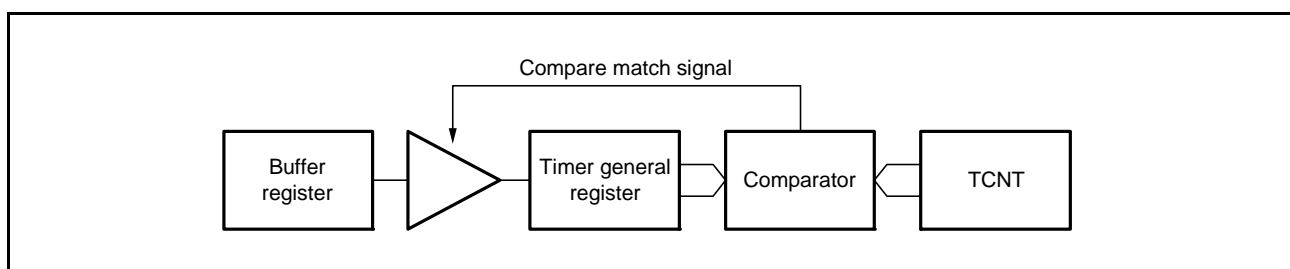 Compare match signal
Buffer
register
Timer general
register
Comparator
TCNT